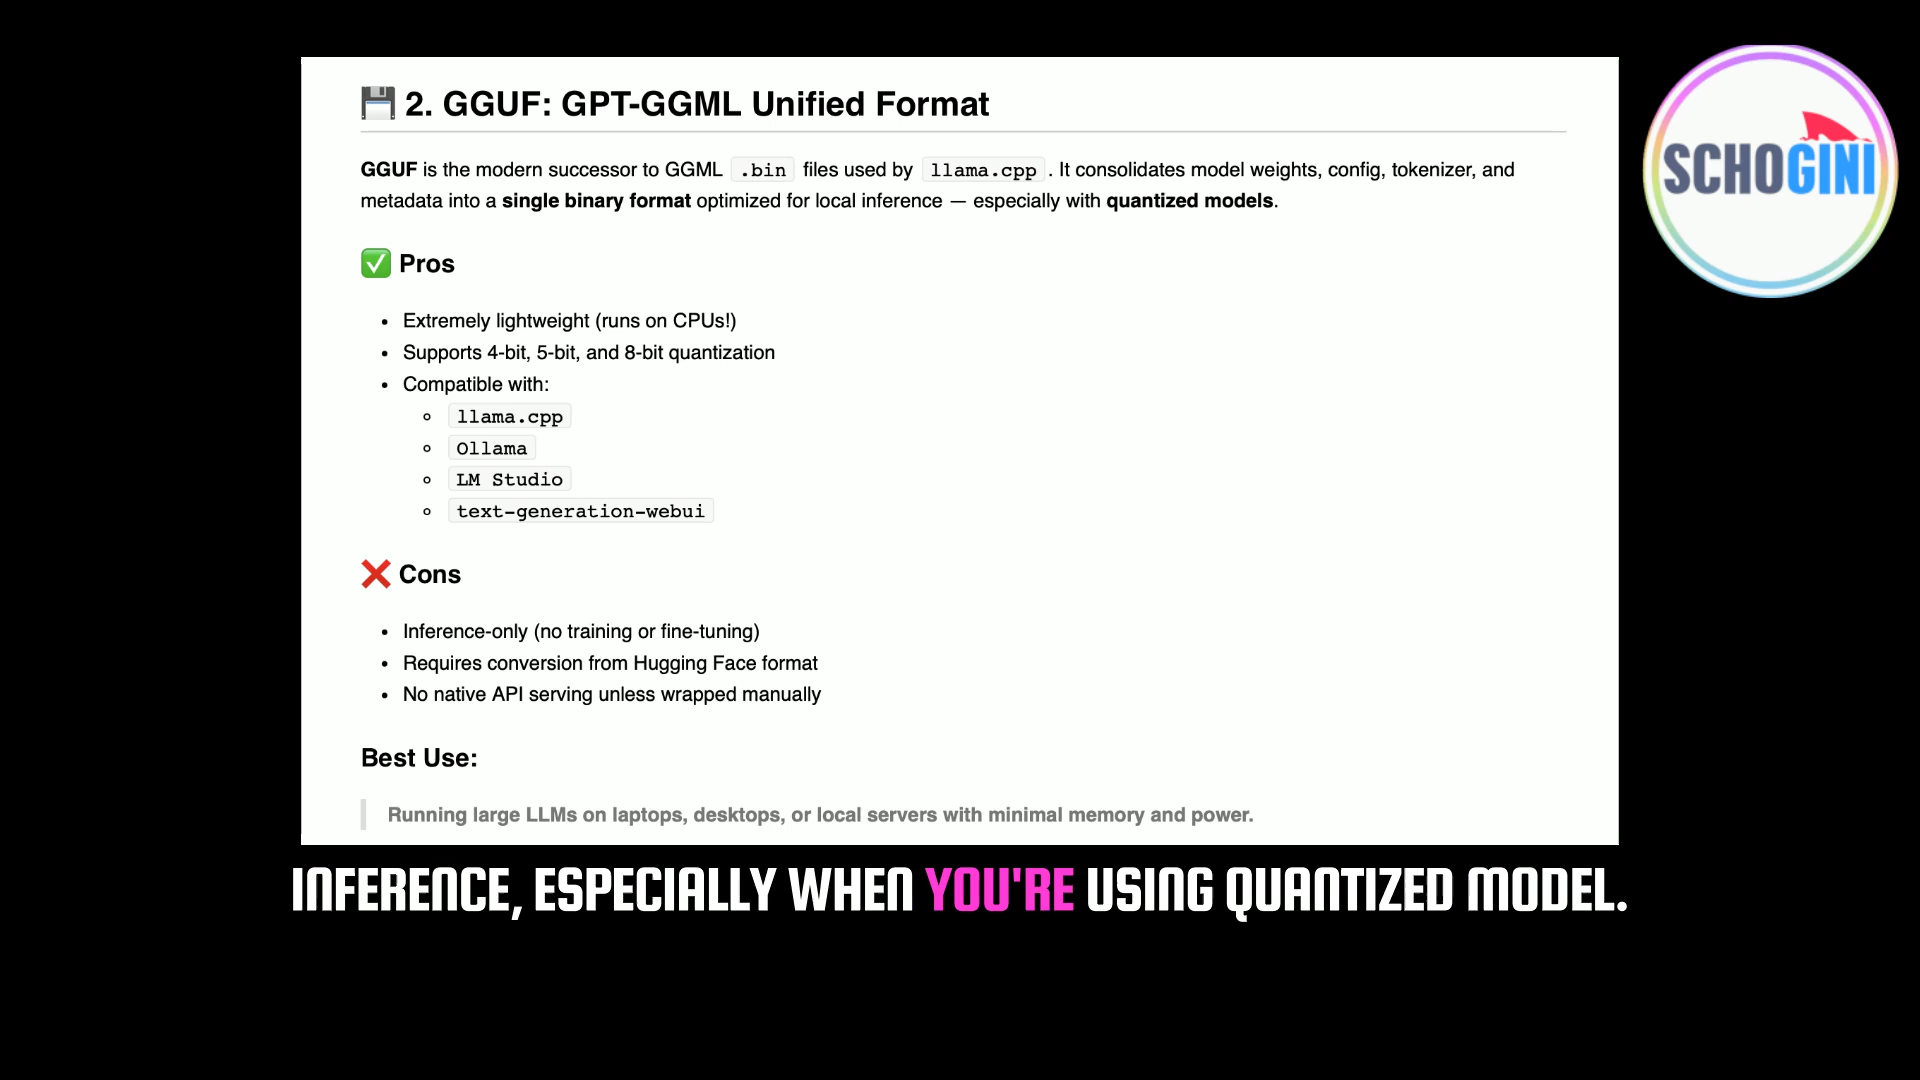 💾 2. GGUF: GPT-GGML Unified Format
GGUF is the modern successor to GGML .bin files used by llama.cpp. It consolidates model weights, config, tokenizer, and
metadata into a single binary format optimized for local inference — especially with quantized models.
✅ Pros
• Extremely lightweight (runs on CPUs!)
• Supports 4-bit, 5-bit, and 8-bit quantization
• Compatible with:
◦ llama.cpp
◦ Ollama
◦ LM Studio
◦ text-generation-webui
❌ Cons
• Inference-only (no training or fine-tuning)
• Requires conversion from Hugging Face format
• No native API serving unless wrapped manually
Best Use:
Running large LLMs on laptops, desktops, or local servers with minimal memory and power.
INFERENCE, ESPECIALLY WHEN YOU'RE USING QUANTIZED MODEL.
SCHOGINI